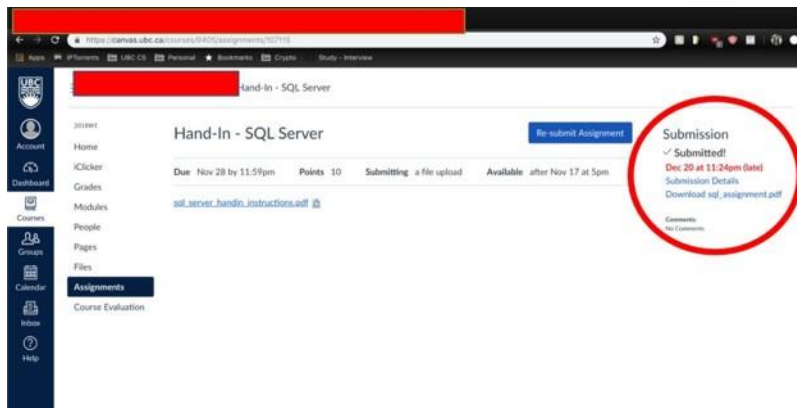 https://canvas.ubc.ca/courses/9405/assignments/107115
Apps
PTorrents
UBC CS
Personal
Bookmarks
Crypto
Study - Interview
UBC
Hand-In - SQL Server
Account
Dashboard
Courses
Groups
Calendar
Inbox
Help
2018W1
Home
iClicker
Grades
Modules
People
Pages
Files
Assignments
Course Evaluation
Hand-In - SQL Server
Re-submit Assignment
Due Nov 28 by 11:59pm Points 10 Submitting a file upload Available after Nov 17 at 5pm
sql_server_handin_instructions.pdf
Submission
✓ Submitted!
Dec 20 at 11:24pm (late)
Submission Details
Download sql_assignment.pdf
Comments:
No Comments